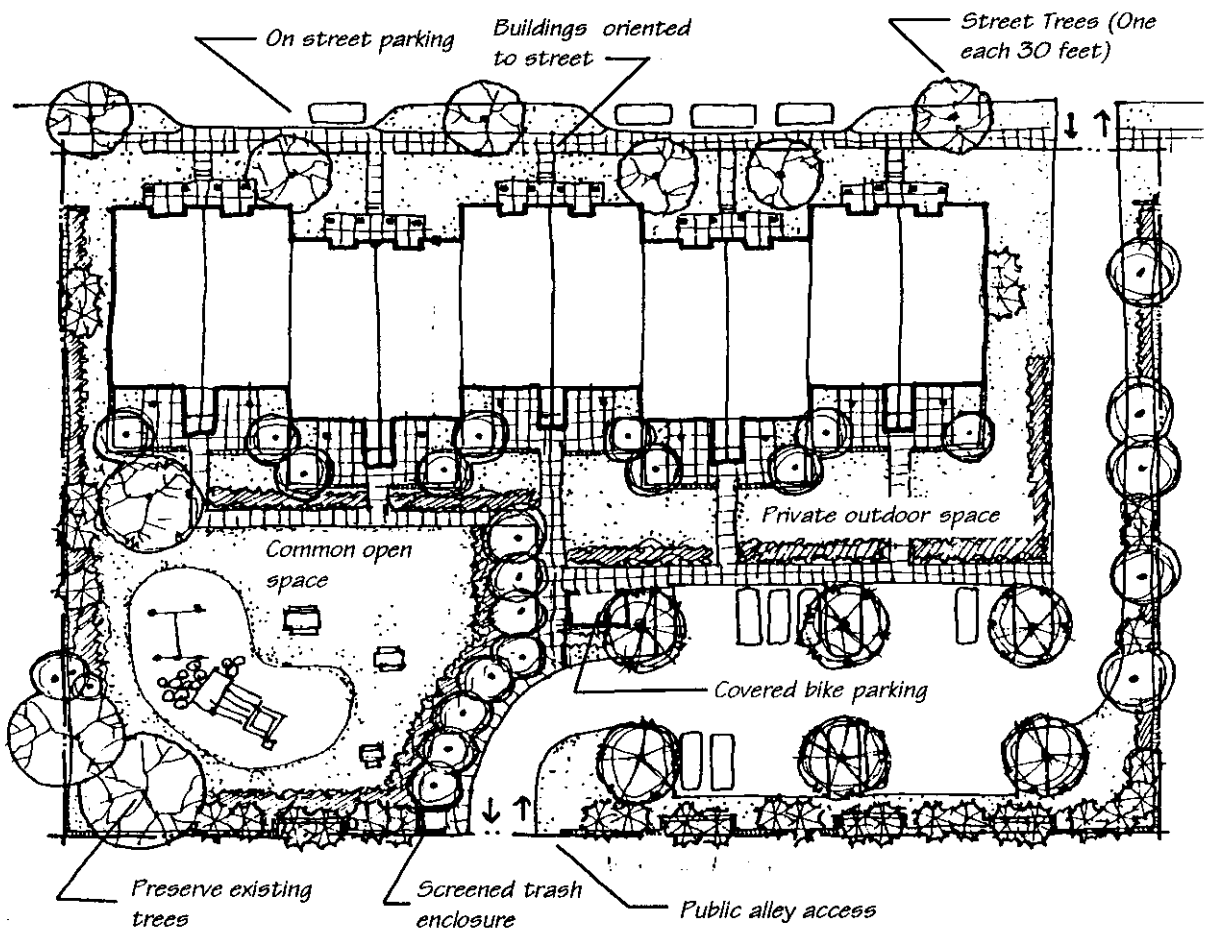 On street parking
Buildings oriented
to street
Street Trees (One
each 30 feet)
Private outdoor space
Common open
space
Covered bike parking
Preserve existing
trees
Screened trash
enclosure
Public alley access